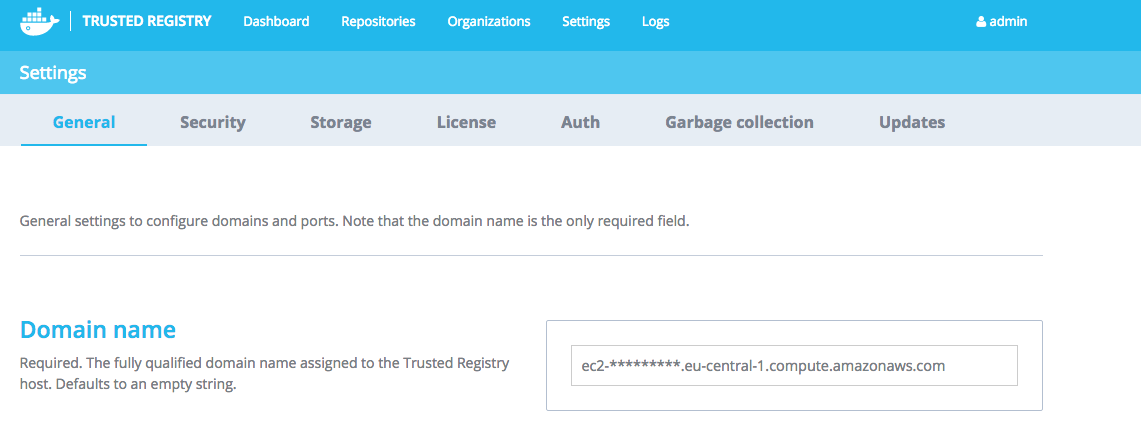 TRUSTED REGISTRY Dashboard Repositories Organizations Settings Logs admin
Settings
General Security Storage License Auth Garbage collection Updates
General settings to configure domains and ports. Note that the domain name is the only required field.
Domain name
Required. The fully qualified domain name assigned to the Trusted Registry
host. Defaults to an empty string.
ec2-*********.eu-central-1.compute.amazonaws.com